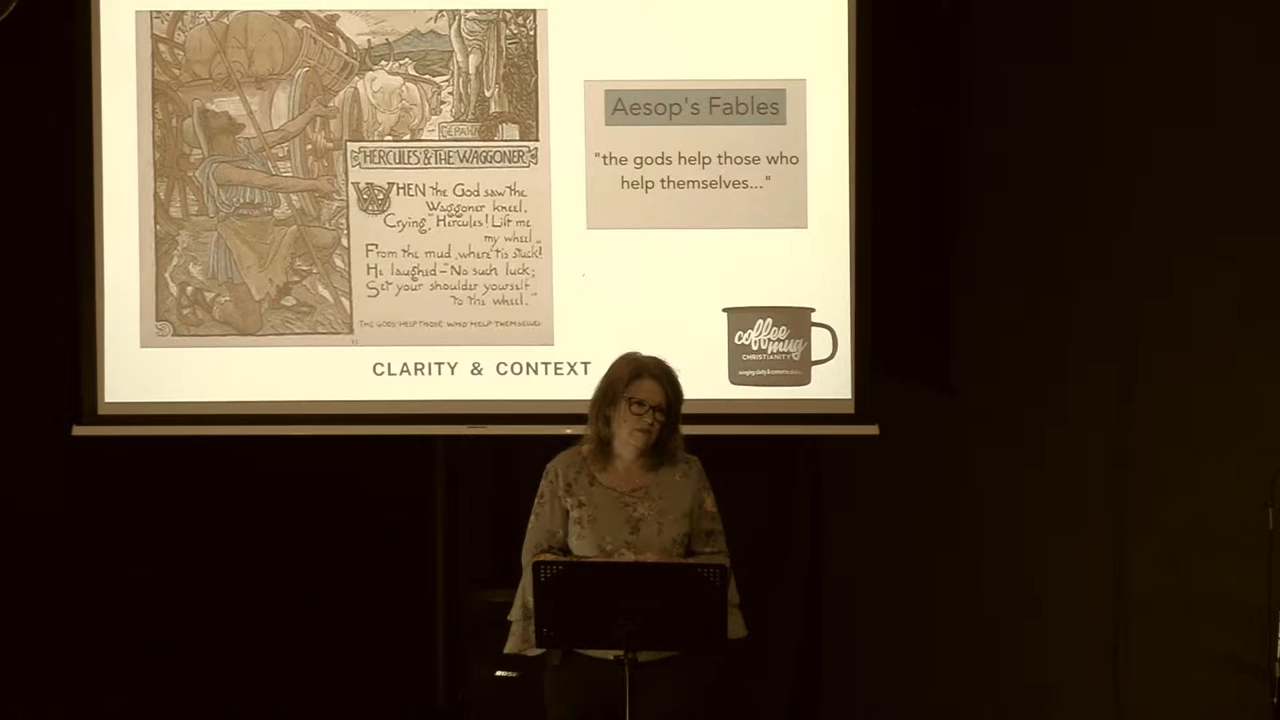 HERCULES & THE WAGGONER
WHEN the God saw the
Waggoner kneel,
Crying, "Hercules! Lift me
my wheel
From the mud, where 'tis stuck!
He laughed – "No such luck;
Set your shoulder yourself
To the wheel."
THE GODS HELP THOSE WHO HELP THEMSELVES
Aesop's Fables
"the gods help those who
help themselves..."
coffee
mug
CHRISTIANITY
CLARITY & CONTEXT
BOSE